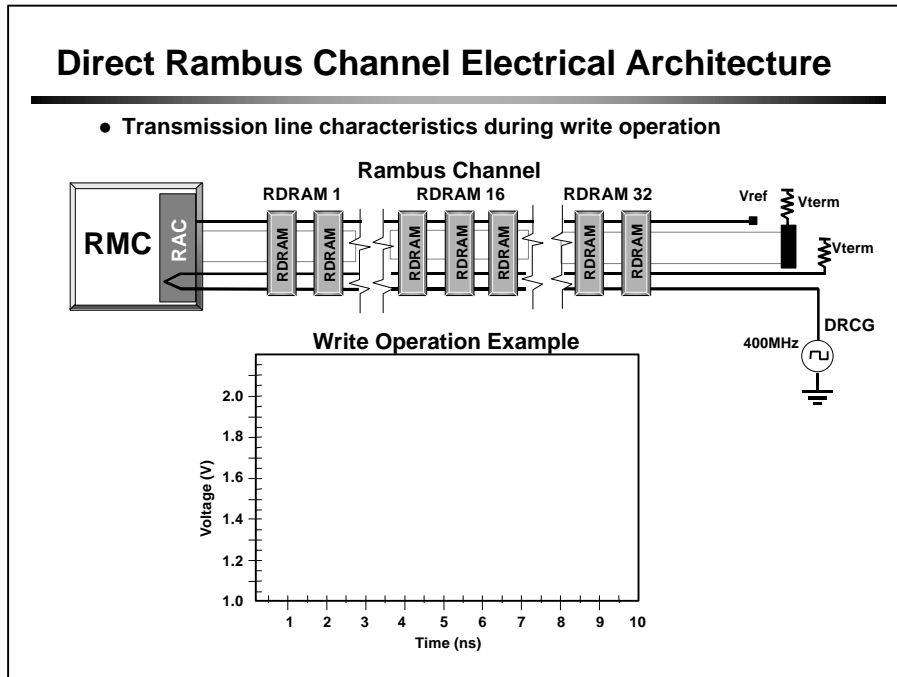 Direct Rambus Channel Electrical Architecture
● Transmission line characteristics during write operation
Rambus Channel
RDRAM 1 RDRAM 16 RDRAM 32
Vref
Vterm
Vterm
RMC
RAC
RDRAM RDRAM RDRAM RDRAM RDRAM RDRAM RDRAM
DRCG
400MHz
Write Operation Example
Voltage (V)
2.0
1.8
1.6
1.4
1.2
1.0
1 2 3 4 5 6 7 8 9 10
Time (ns)